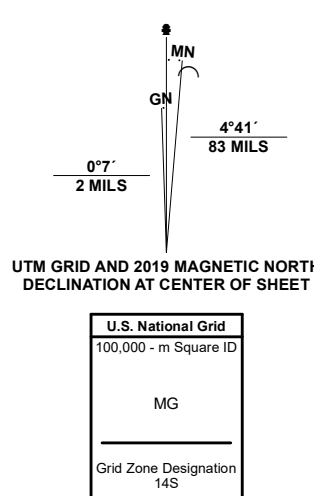 MN
GN
4°41´
83 MILS
0°7´
2 MILS
UTM GRID AND 2019 MAGNETIC NORTH
DECLINATION AT CENTER OF SHEET
U.S. National Grid
100,000 - m Square ID
MG
Grid Zone Designation
14S